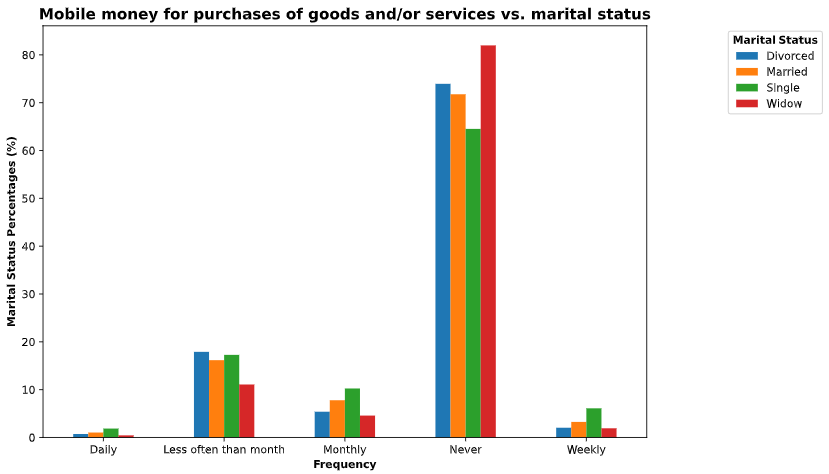 Mobile money for purchases of goods and/or services vs. marital status
Marital Status
Divorced
Married
Single
Widow
Marital Status Percentages (%)
80
70
60
50
40
30
20
10
0
Daily
Less often than month
Monthly
Never
Weekly
Frequency